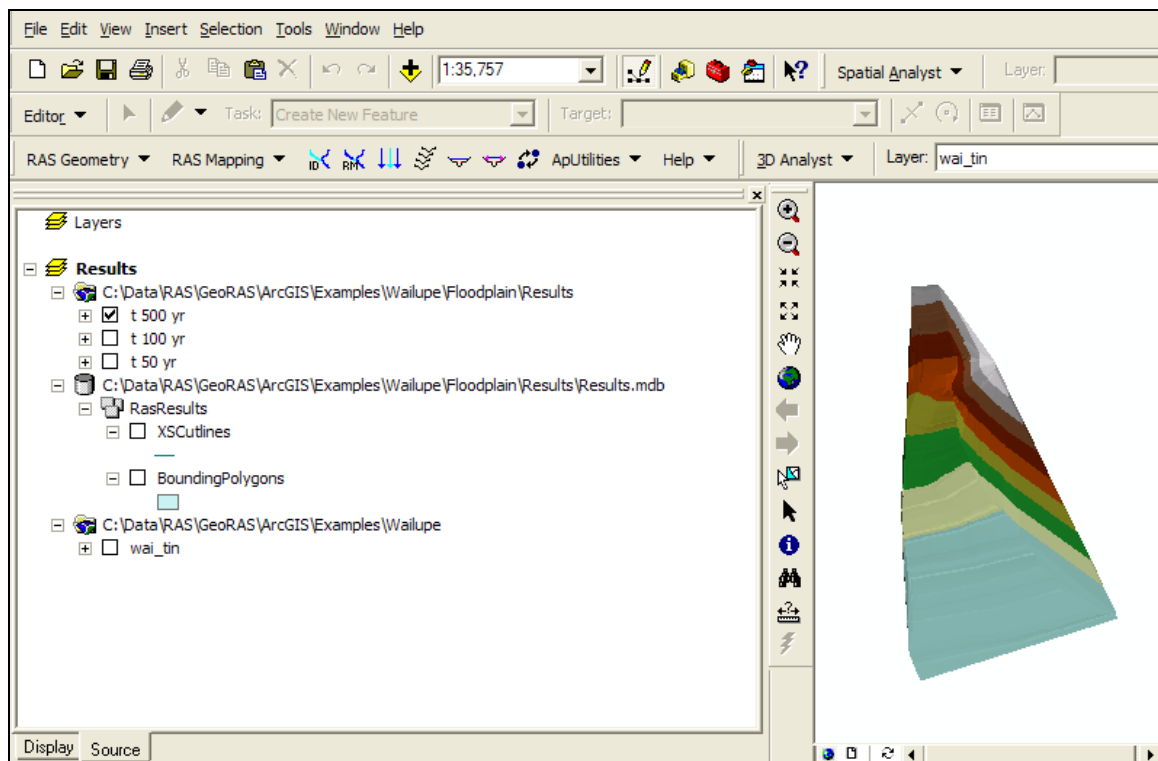 File Edit View Insert Selection Tools Window Help
1:35,757 Spatial Analyst Layer:
Editor Task: Create New Feature Target:
RAS Geometry RAS Mapping ID RM ApUtilities Help 3D Analyst Layer: wai_tin
Layers
Results
C:\Data\RAS\GeoRAS\ArcGIS\Examples\Wailupe\Floodplain\Results
t 500 yr
t 100 yr
t 50 yr
C:\Data\RAS\GeoRAS\ArcGIS\Examples\Wailupe\Floodplain\Results\Results.mdb
RasResults
XSCutlines
BoundingPolygons
C:\Data\RAS\GeoRAS\ArcGIS\Examples\Wailupe
wai_tin
Display Source